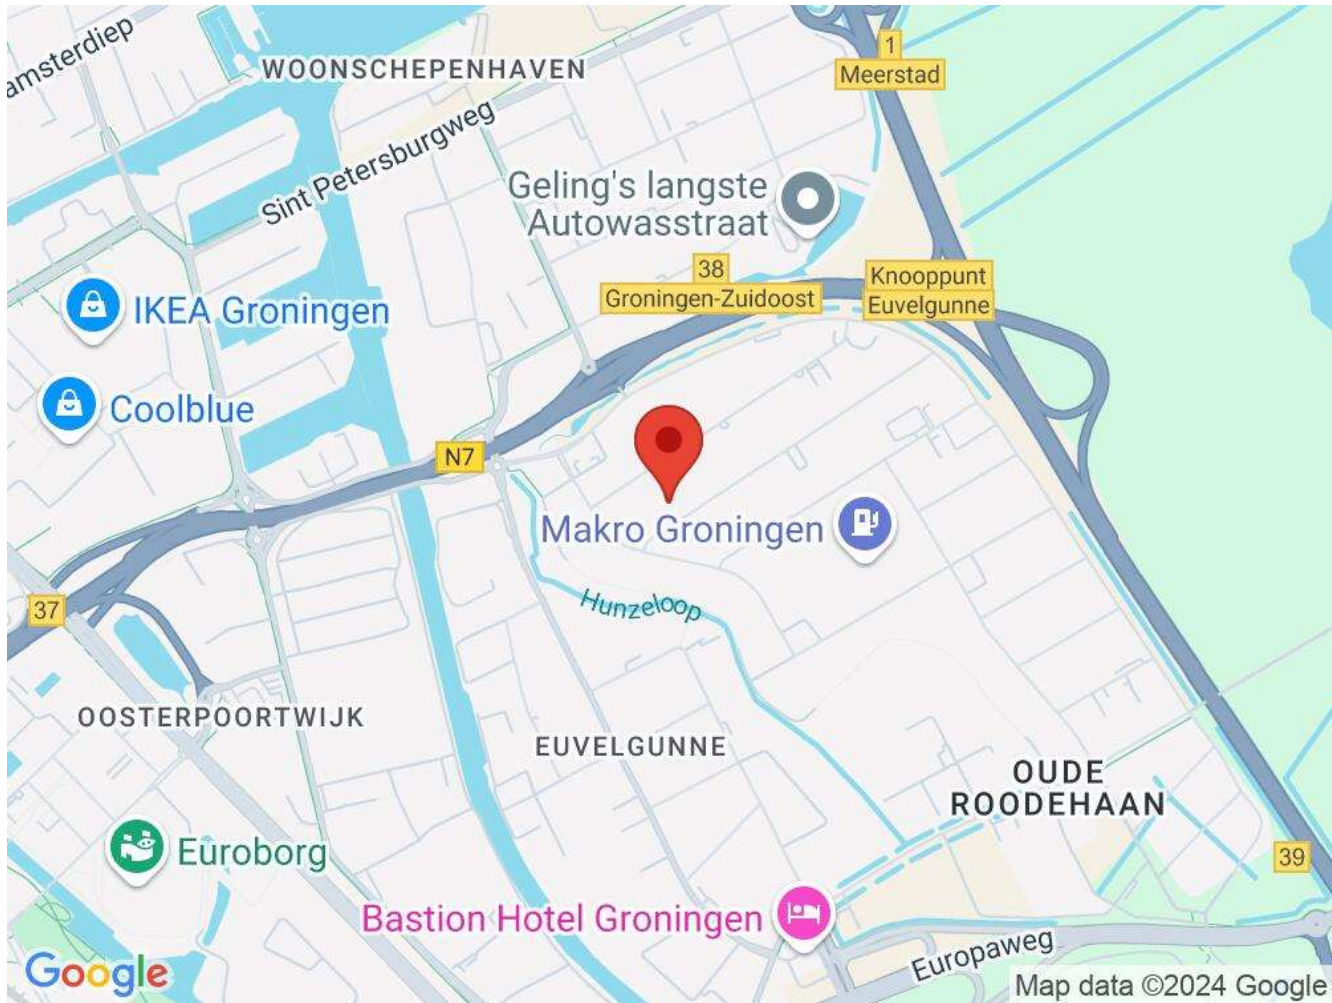 amsterdiep
WOONSCHEPENHAVEN
1
Meerstad
Sint Petersburgweg
Geling's langste
Autowasstraat
38
Groningen-Zuidoost
Knooppunt
Euvelgunne
IKEA Groningen
Coolblue
N7
Makro Groningen
Hunzeloop
37
OOSTERPOORTWIJK
EUVELGUNNE
OUDE
ROODEHAAN
Euroborg
39
Bastion Hotel Groningen
Europaweg
Google
Map data ©2024 Google